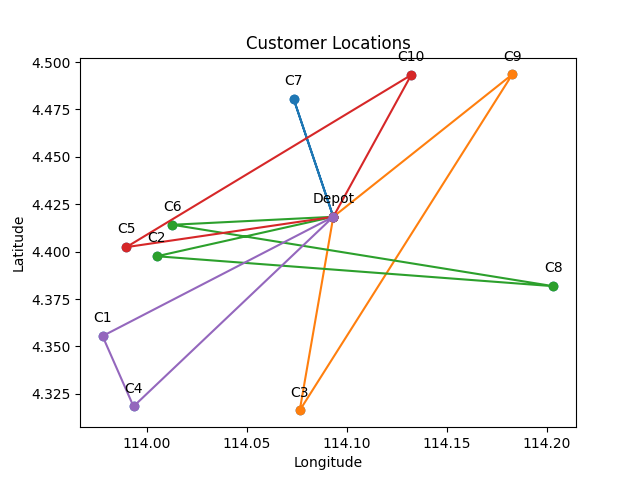 Customer Locations
C10
C9
C7
Depot
C6
C5
C2
C8
C1
C4
C3
4.500
4.475
4.450
4.425
4.400
4.375
4.350
4.325
Latitude
114.00
114.05
114.10
114.15
114.20
Longitude